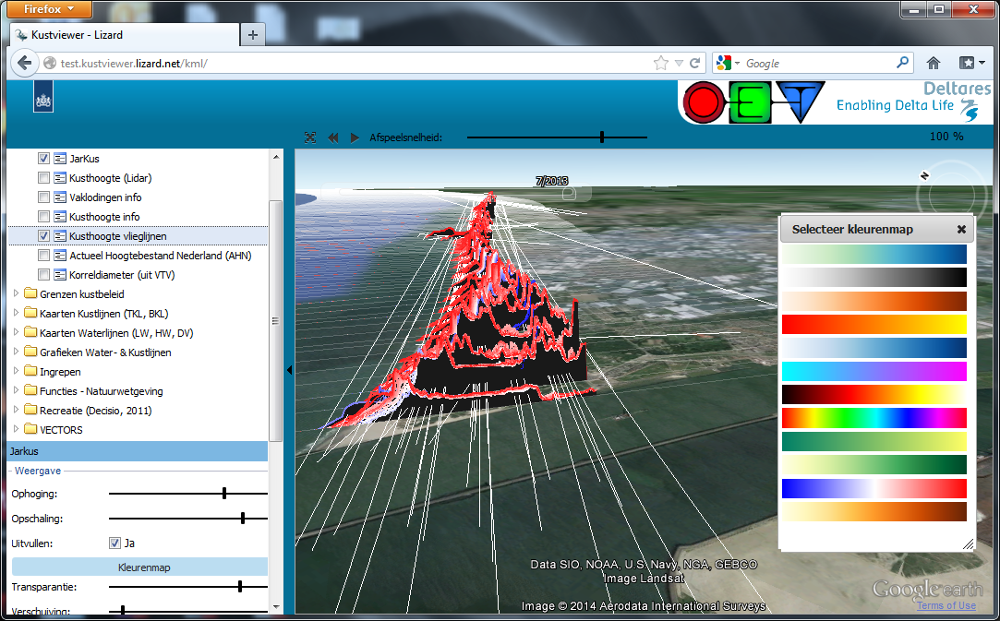 Firefox
Kustviewer - Lizard
test.kustviewer.lizard.net/kml/
Google
Deltares
Enabling Delta Life
Afspeelsnelheid:
100 %
JarKus
Kusthoogte (Lidar)
Vaklodingen info
Kusthoogte info
Kusthoogte vlieglijnen
Actueel Hoogtebestand Nederland (AHN)
Korreldiameter (uit VTV)
Grenzen kustbeleid
Kaarten Kustlijnen (TKL, BKL)
Kaarten Waterlijnen (LW, HW, DV)
Grafieken Water- & Kustlijnen
Ingrepen
Functies - Natuurwetgeving
Recreatie (Decisio, 2011)
VECTORS
Jarkus
Weergave
Ophoging:
Opschaling:
Uitvullen:
Ja
Kleurenmap
Transparantie:
Verschuiving:
7/2013
N
Selecteer kleurenmap
Data SIO, NOAA, U.S. Navy, NGA, GEBCO
Image Landsat
Image © 2014 Aerodata International Surveys
Google earth
Terms of Use